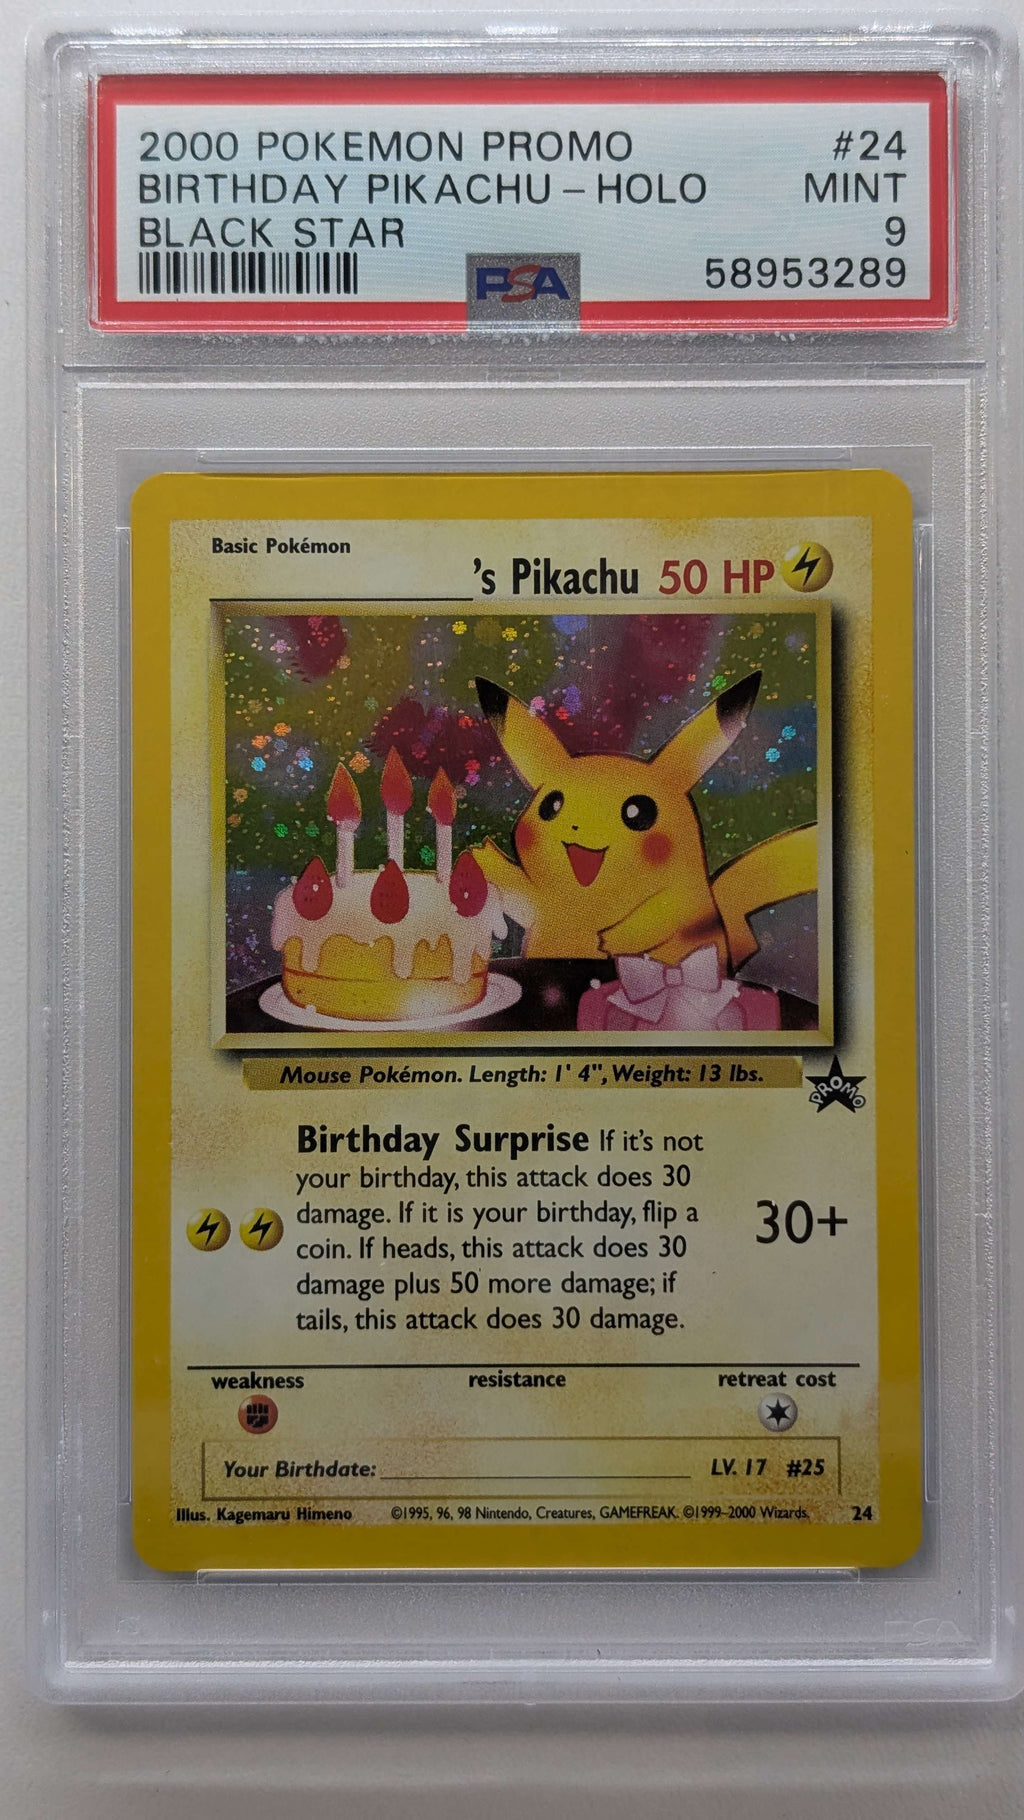 2000 POKEMON PROMO #24
BIRTHDAY PIKACHU – HOLO MINT
BLACK STAR 9
PSA 58953289
Basic Pokémon
________'s Pikachu 50 HP
Mouse Pokémon. Length: 1' 4", Weight: 13 lbs.
PROMO
Birthday Surprise If it's not
your birthday, this attack does 30
damage. If it is your birthday, flip a 30+
coin. If heads, this attack does 30
damage plus 50 more damage; if
tails, this attack does 30 damage.
weakness resistance retreat cost
Your Birthdate:________ LV. 17 #25
Illus. Kagemaru Himeno ©1995, 96, 98 Nintendo, Creatures, GAMEFREAK. ©1999–2000 Wizards. 24
PSA